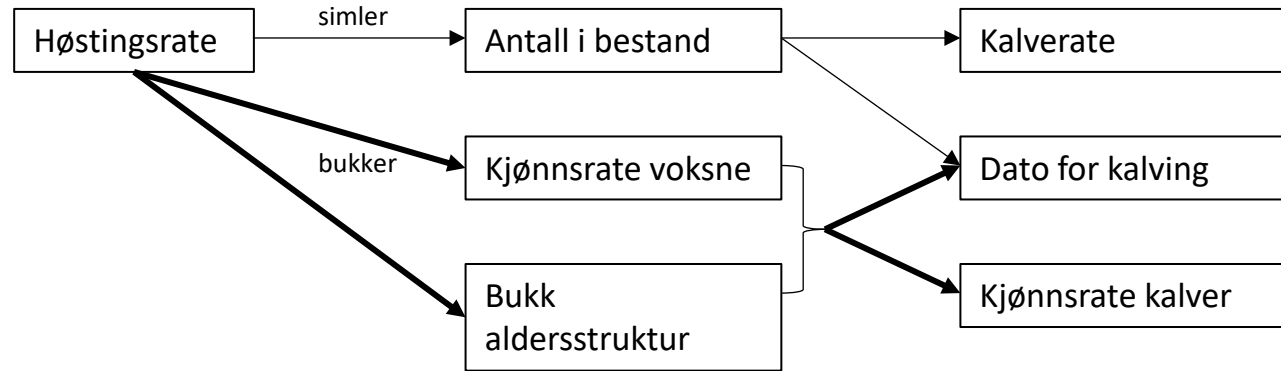 simler
Høstingsrate
Antall i bestand
Kalverate
bukker
Kjønnsrate voksne
Dato for kalving
Bukk
aldersstruktur
Kjønnsrate kalver